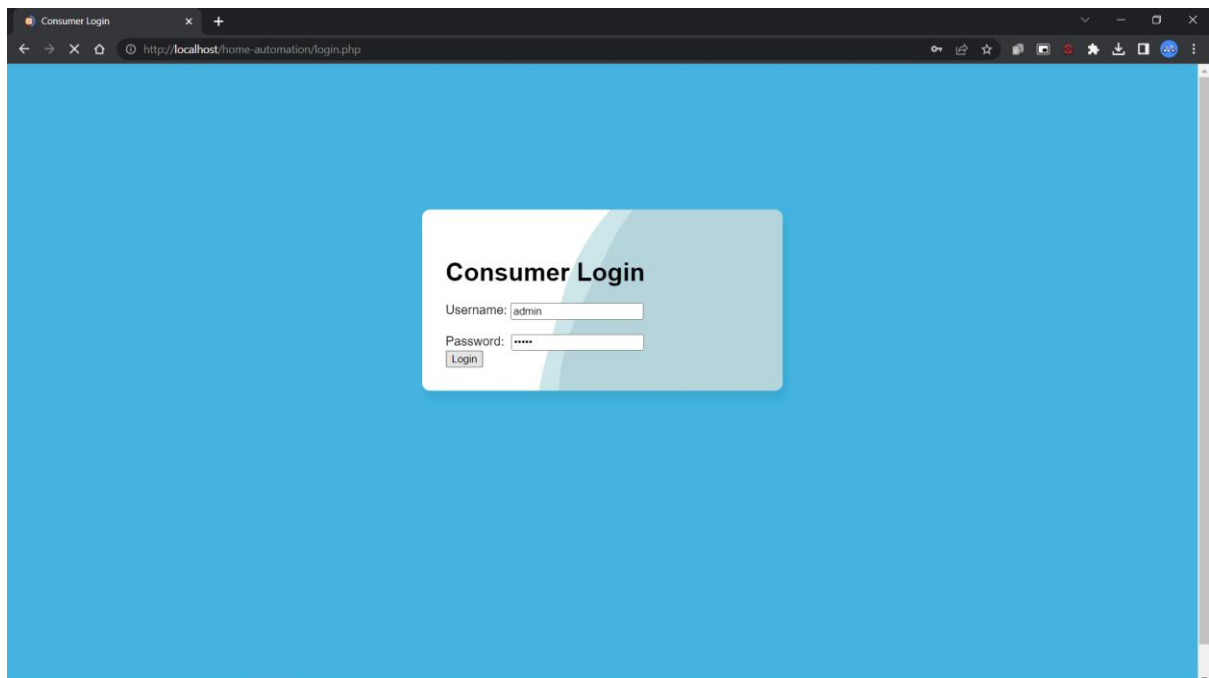 Consumer Login
http://localhost/home-automation/login.php
Consumer Login
Username: admin
Password: •••••
Login